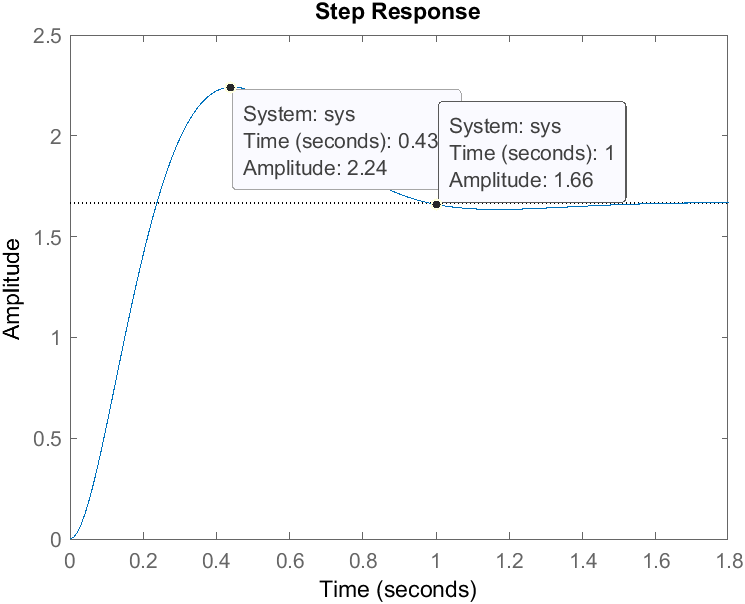 Step Response
2.5
2
1.5
1
0.5
0
Amplitude
System: sys
Time (seconds): 0.43
Amplitude: 2.24
System: sys
Time (seconds): 1
Amplitude: 1.66
0 0.2 0.4 0.6 0.8 1 1.2 1.4 1.6 1.8
Time (seconds)